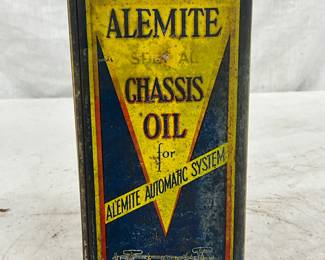 ALEMITE
SPECIAL
CHASSIS
OIL
for
ALEMITE AUTOMATIC SYSTEM